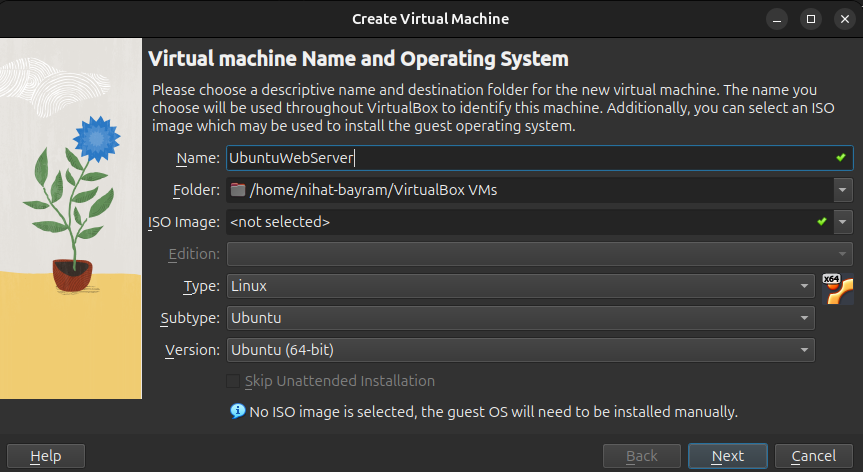 Create Virtual Machine
Virtual machine Name and Operating System
Please choose a descriptive name and destination folder for the new virtual machine. The name you
choose will be used throughout VirtualBox to identify this machine. Additionally, you can select an ISO
image which may be used to install the guest operating system.
Name: UbuntuWebServer
Folder: /home/nihat-bayram/VirtualBox VMs
ISO Image: <not selected>
Edition:
Type: Linux x64
Subtype: Ubuntu
Version: Ubuntu (64-bit)
Skip Unattended Installation
No ISO image is selected, the guest OS will need to be installed manually.
Help Back Next Cancel